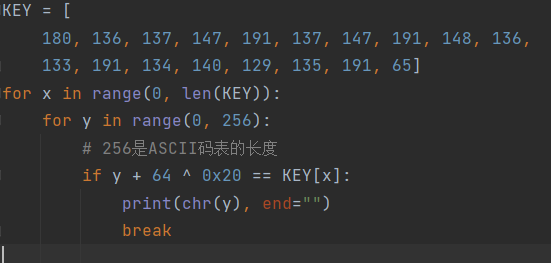 KEY = [
    180, 136, 137, 147, 191, 137, 147, 191, 148, 136,
    133, 191, 134, 140, 129, 135, 191, 65]
for x in range(0, len(KEY)):
    for y in range(0, 256):
        # 256是ASCII码表的长度
        if y + 64 ^ 0x20 == KEY[x]:
            print(chr(y), end="")
            break